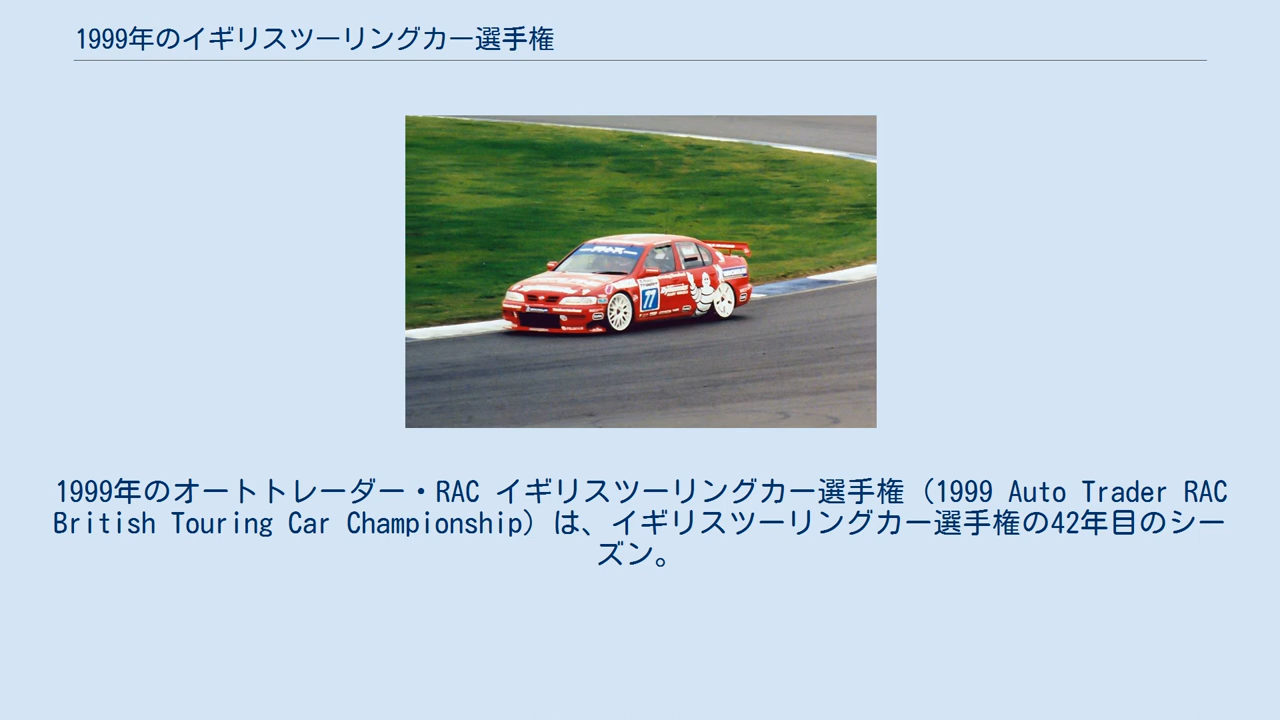 1999年のイギリスツーリングカー選手権
77
1999年のオートトレーダー・RAC イギリスツーリングカー選手権（1999 Auto Trader RAC
British Touring Car Championship）は、イギリスツーリングカー選手権の42年目のシー
ズン。